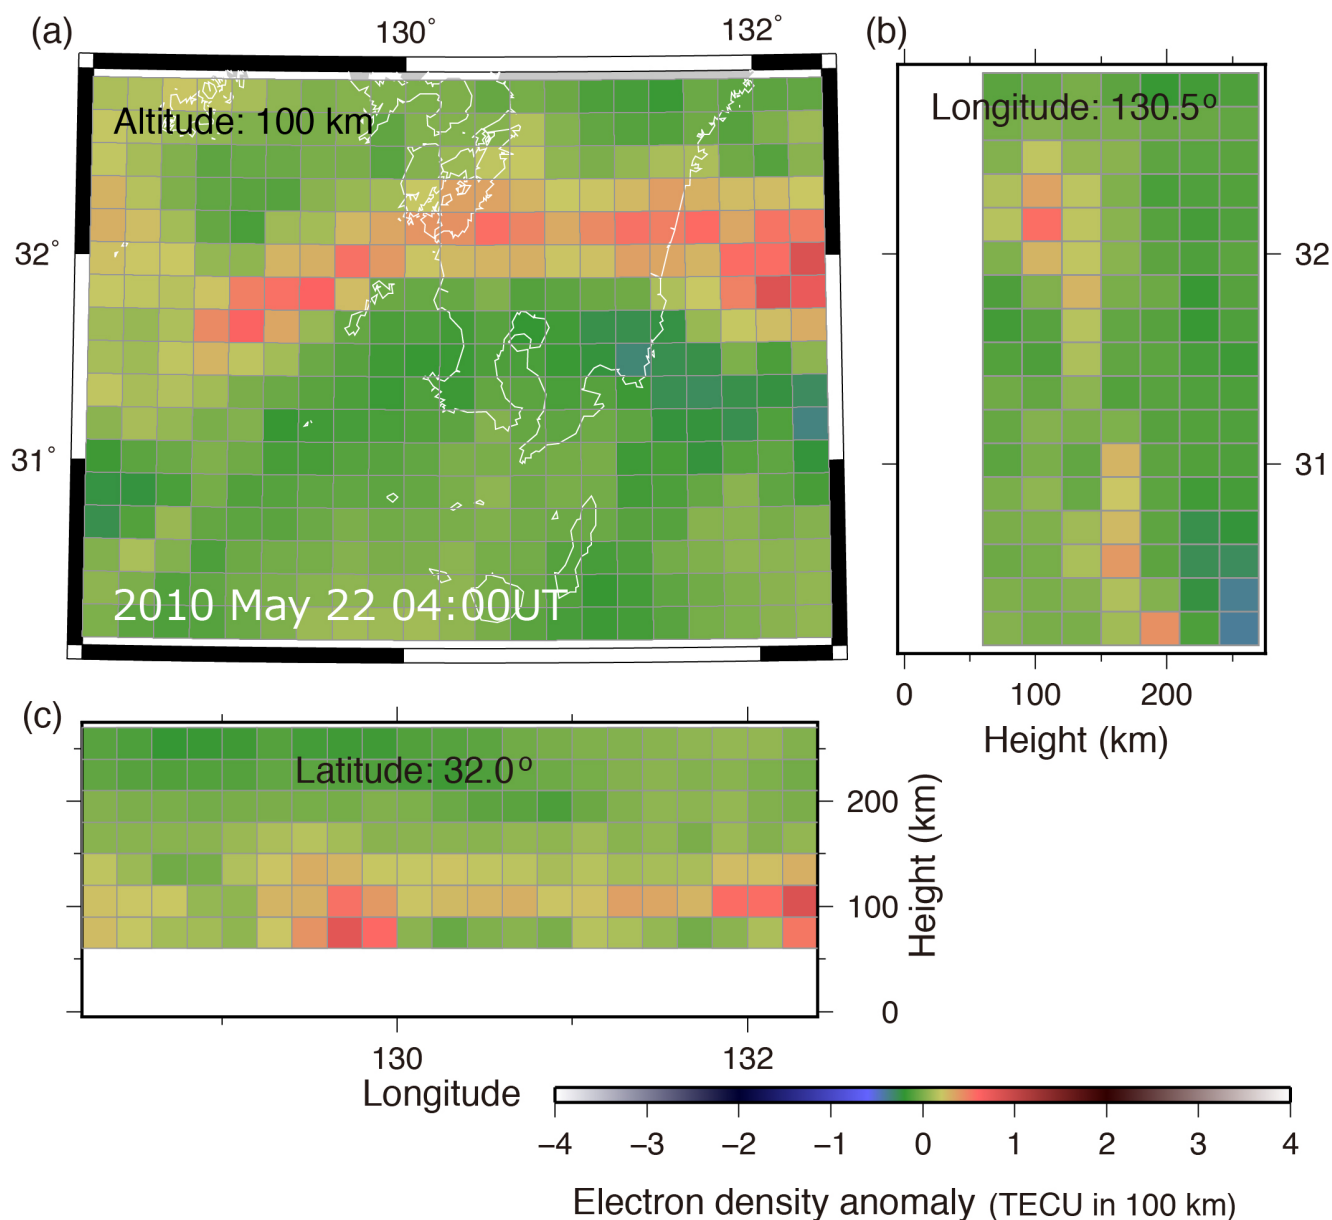 (a)
130°
132°
(b)
Altitude: 100 km
Longitude: 130.5°
32°
32
31°
31
2010 May 22 04:00UT
0
100
200
Height (km)
(c)
Latitude: 32.0°
200
100
0
Height (km)
130
132
Longitude
−4
−3
−2
−1
0
1
2
3
4
Electron density anomaly (TECU in 100 km)